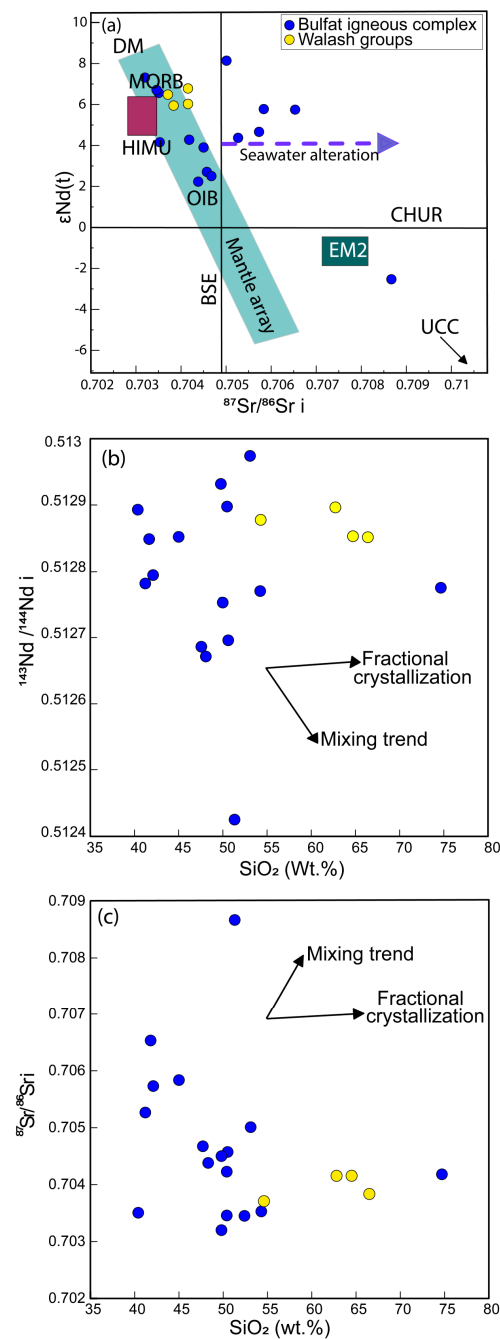 (a)
Bulfat igneous complex
Walash groups
DM
8
MORB
6
4
HIMU
Seawater alteration
2
OIB
εNd(t)
0
CHUR
BSE
Mantle array
EM2
-2
-4
UCC
-6
0.702 0.703 0.704 0.705 0.706 0.707 0.708 0.709 0.71
⁸⁷Sr/⁸⁶Sr i
(b)
0.513
0.5129
0.5128
0.5127
0.5126
0.5125
0.5124
¹⁴³Nd /¹⁴⁴Nd i
Fractional
crystallization
Mixing trend
35 40 45 50 55 60 65 70 75 80
SiO₂ (Wt.%)
(c)
0.709
0.708
0.707
0.706
0.705
0.704
0.703
0.702
⁸⁷Sr/⁸⁶Sri
Mixing trend
Fractional
crystallization
35 40 45 50 55 60 65 70 75 80
SiO₂ (wt.%)